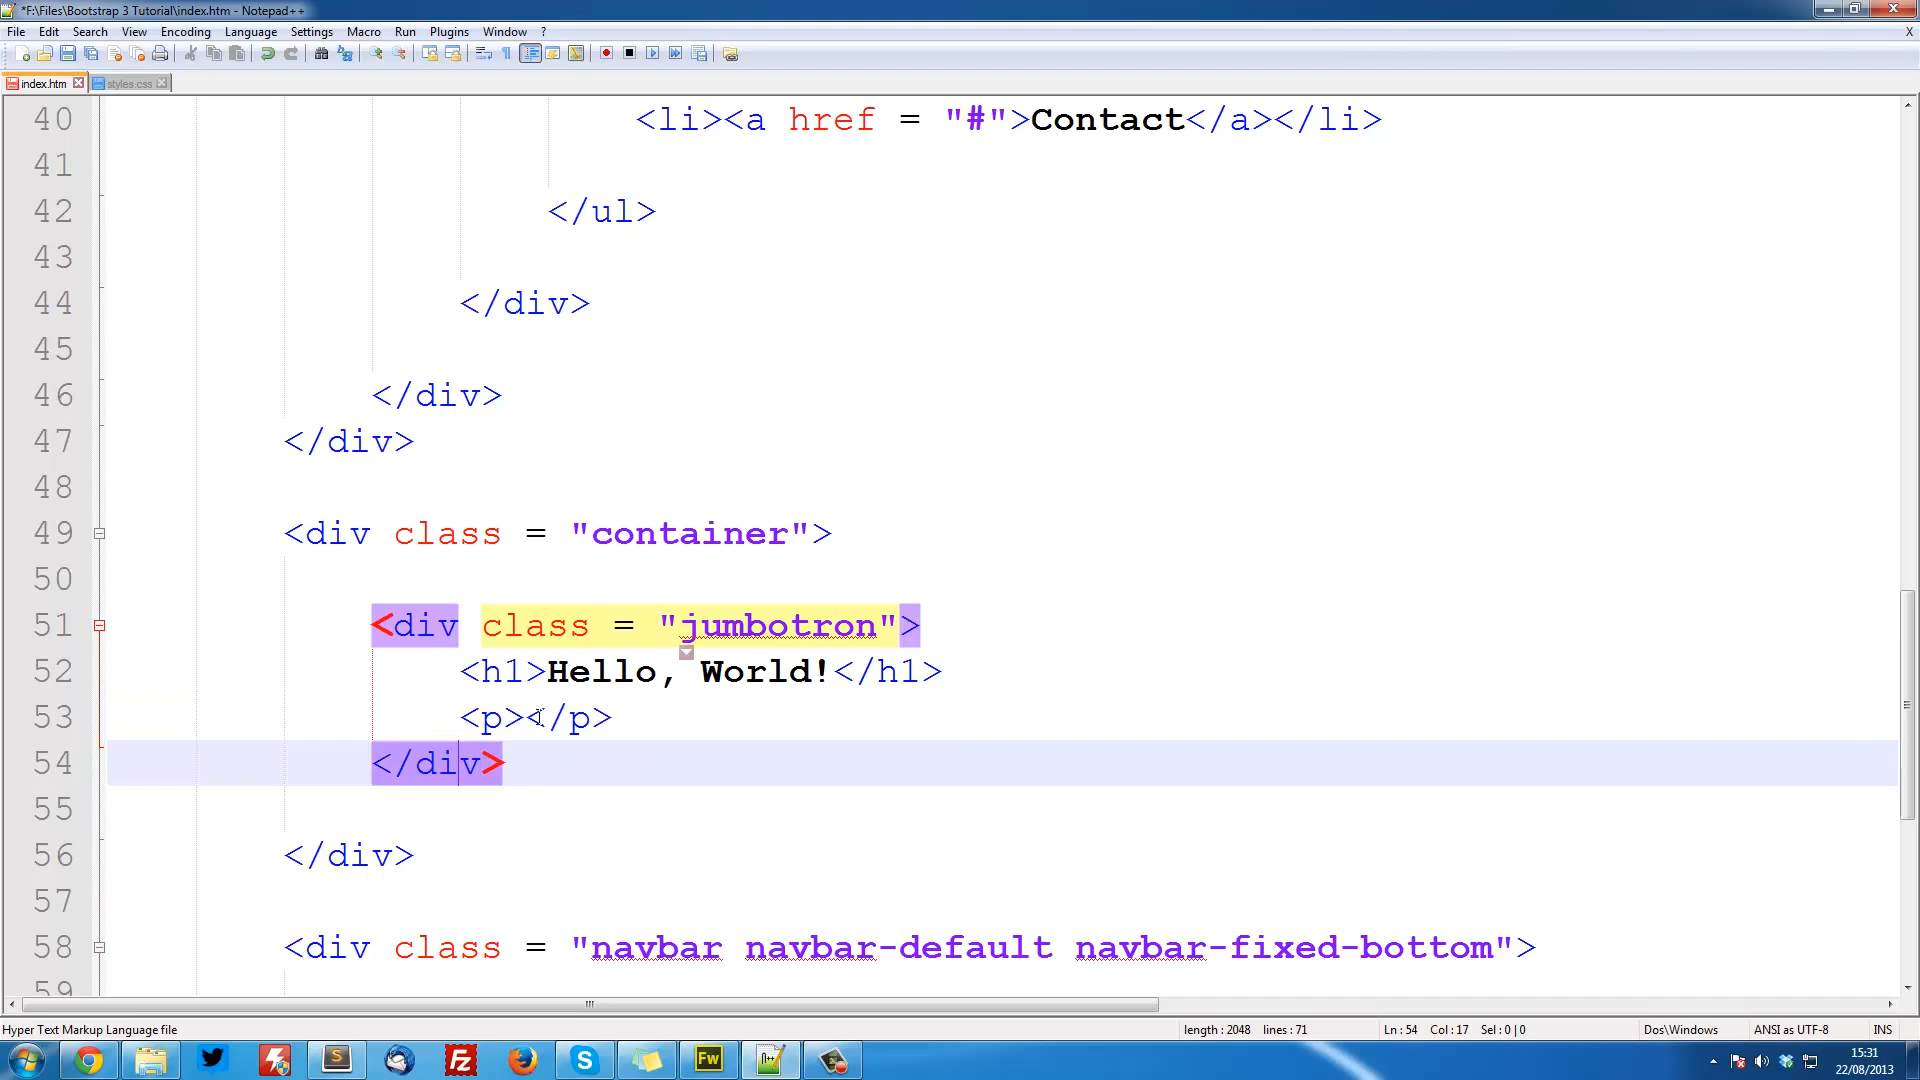 *F:\Files\Bootstrap 3 Tutorial\index.htm - Notepad++
File Edit Search View Encoding Language Settings Macro Run Plugins Window ? X
index.htm styles.css
40 <li><a href = "#">Contact</a></li>
41
42 </ul>
43
44 </div>
45
46 </div>
47 </div>
48
49 <div class = "container">
50
51 <div class = "jumbotron">
52 <h1>Hello, World!</h1>
53 <p></p>
54 </div>
55
56 </div>
57
58 <div class = "navbar navbar-default navbar-fixed-bottom">
59
Hyper Text Markup Language file length : 2048 lines : 71 Ln : 54 Col : 17 Sel : 0 | 0 Dos\Windows ANSI as UTF-8 INS
S Fz S Fw
15:31
22/08/2013